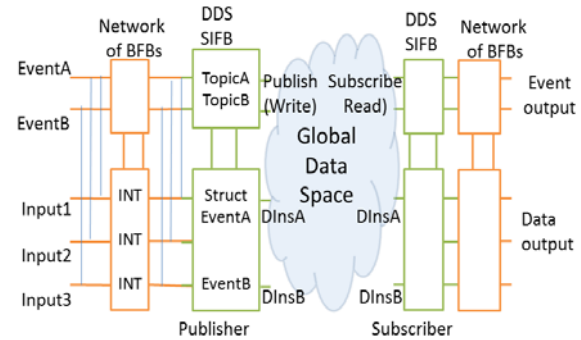 Network
of BFBs
DDS
SIFB
DDS
SIFB
Network
of BFBs
EventA
EventB
TopicA
TopicB
Publish
(Write)
Subscribe
Read)
Event
output
Global
Data
Space
Input1
Input2
Input3
INT
INT
INT
Struct
EventA
EventB
DInsA
DInsB
DInsA
DInsB
Data
output
Publisher
Subscriber